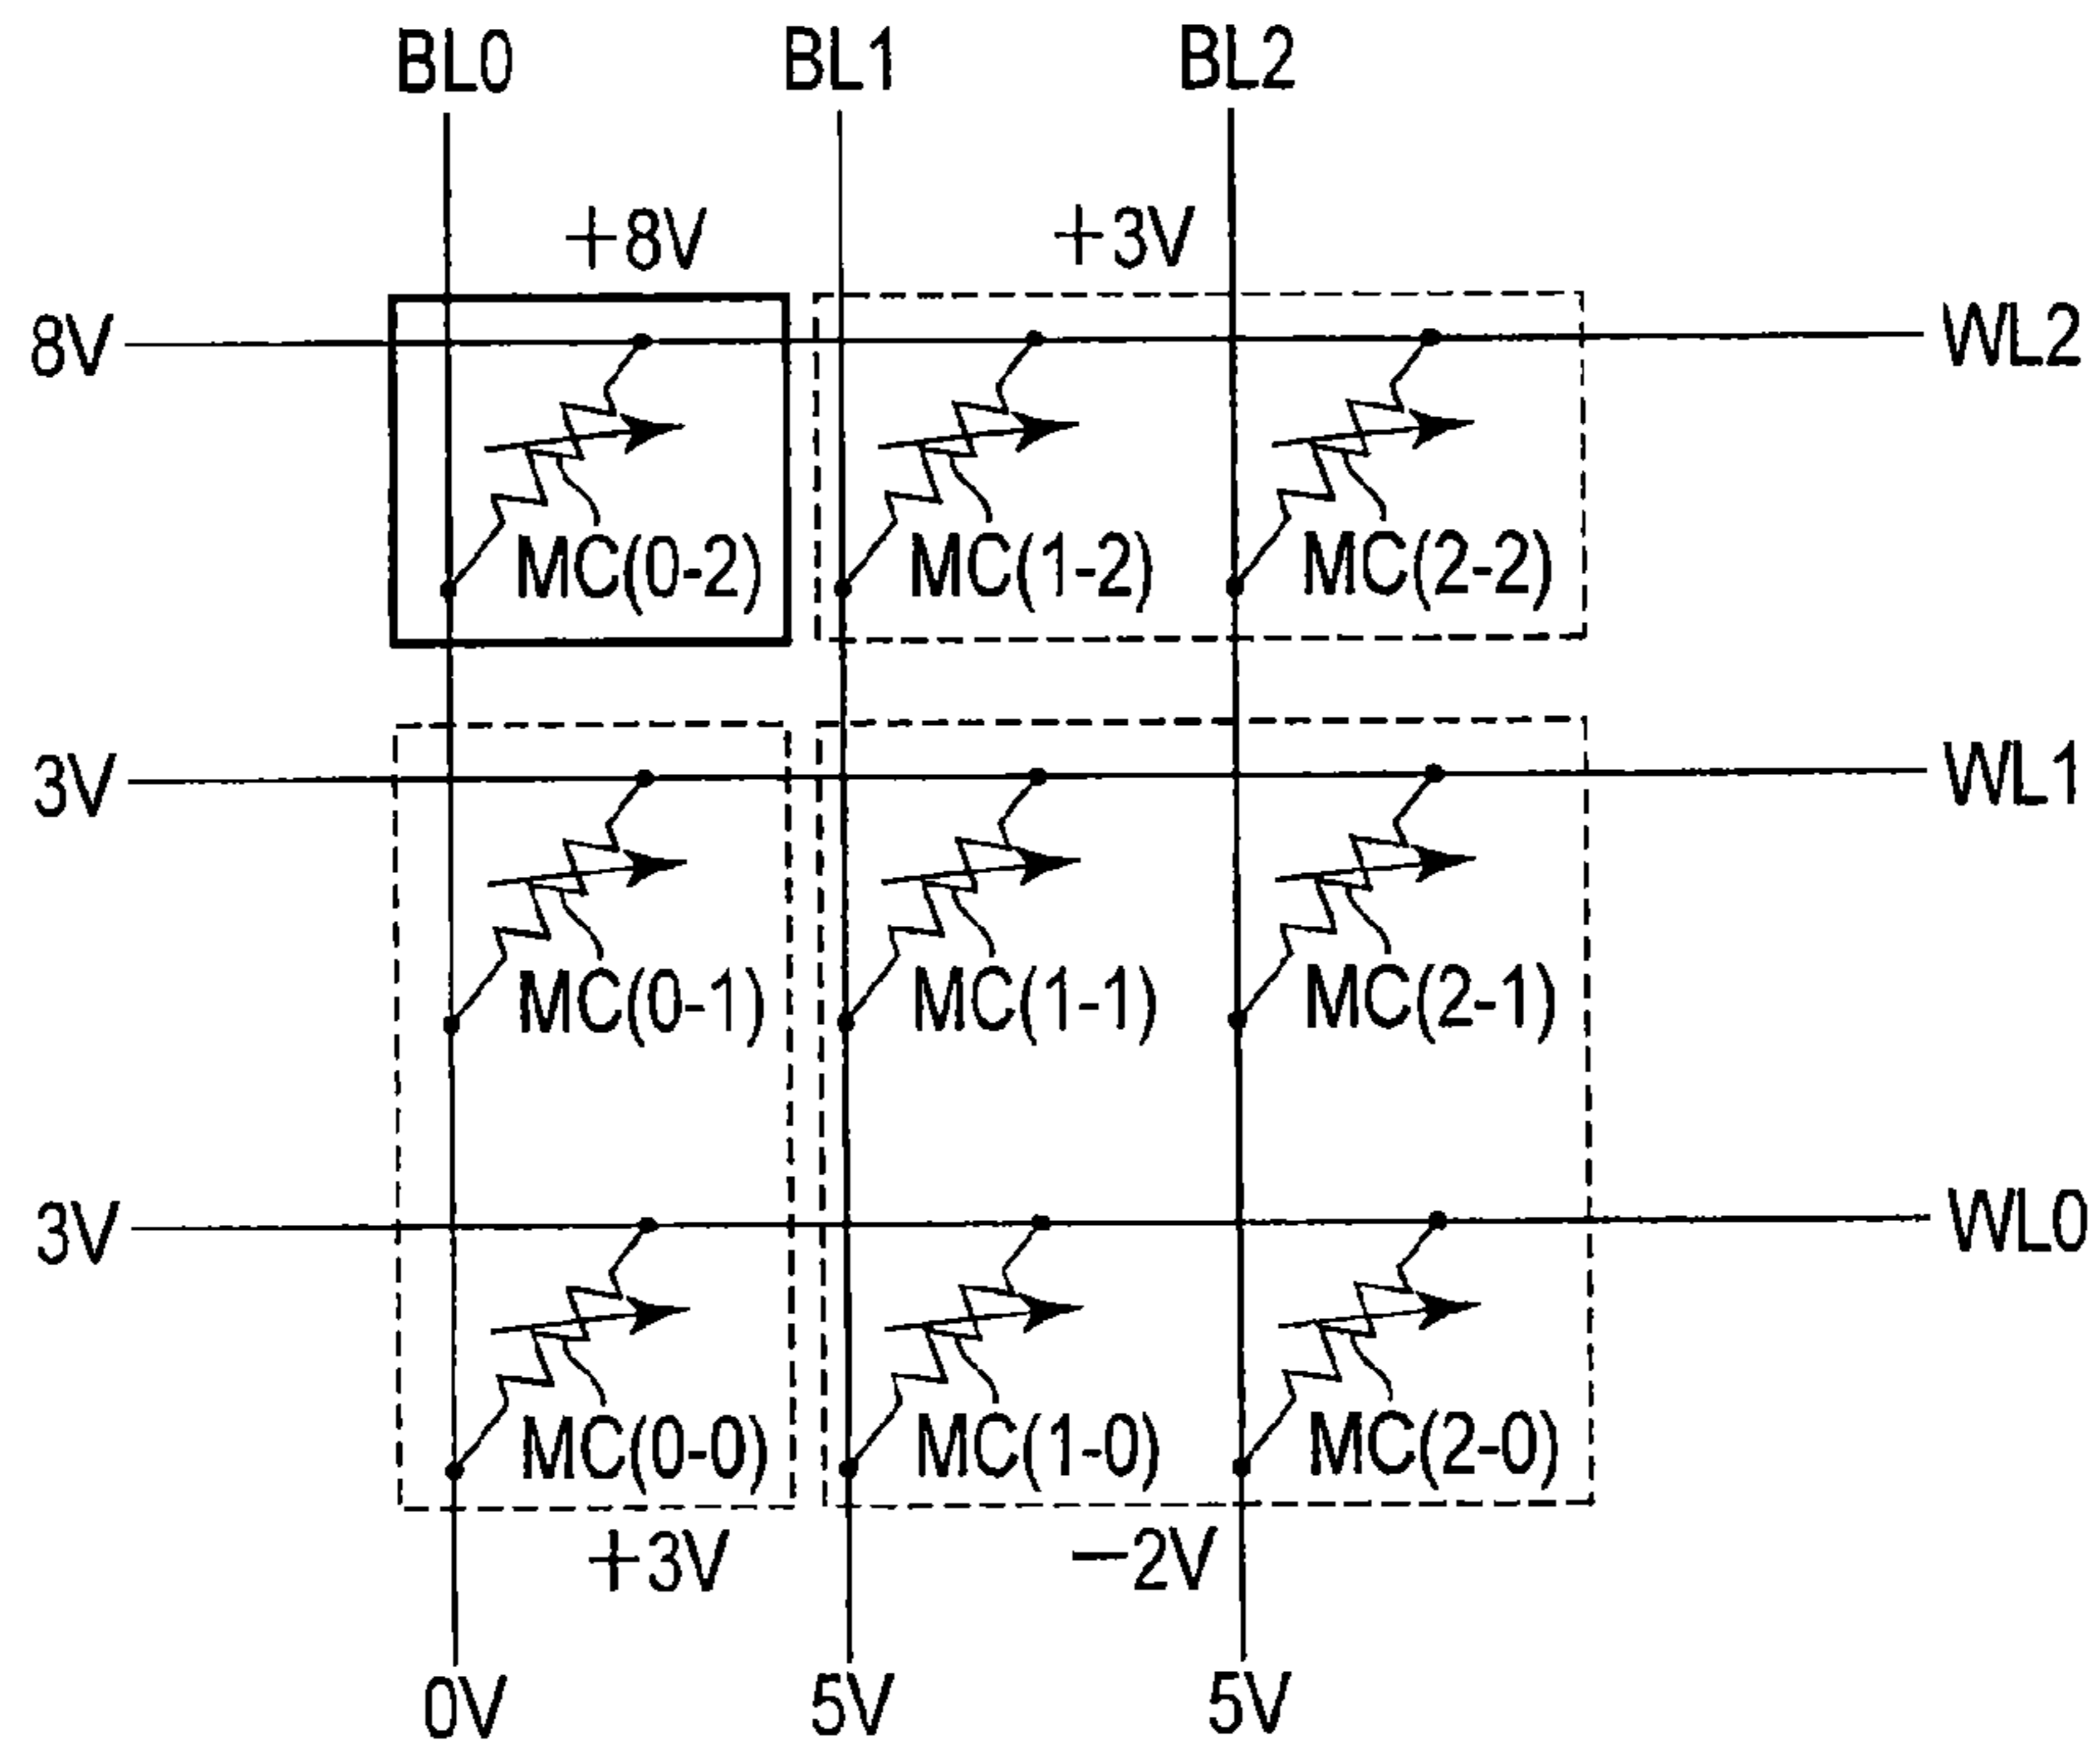 BL0 BL1 BL2
+8V +3V
8V WL2
MC(0-2) MC(1-2) MC(2-2)
3V WL1
MC(0-1) MC(1-1) MC(2-1)
3V WL0
MC(0-0) MC(1-0) MC(2-0)
+3V −2V
0V 5V 5V